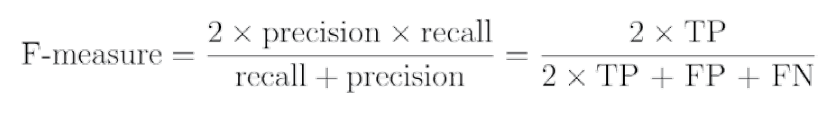 F-measure = 2 × precision × recall / recall + precision = 2 × TP / 2 × TP + FP + FN